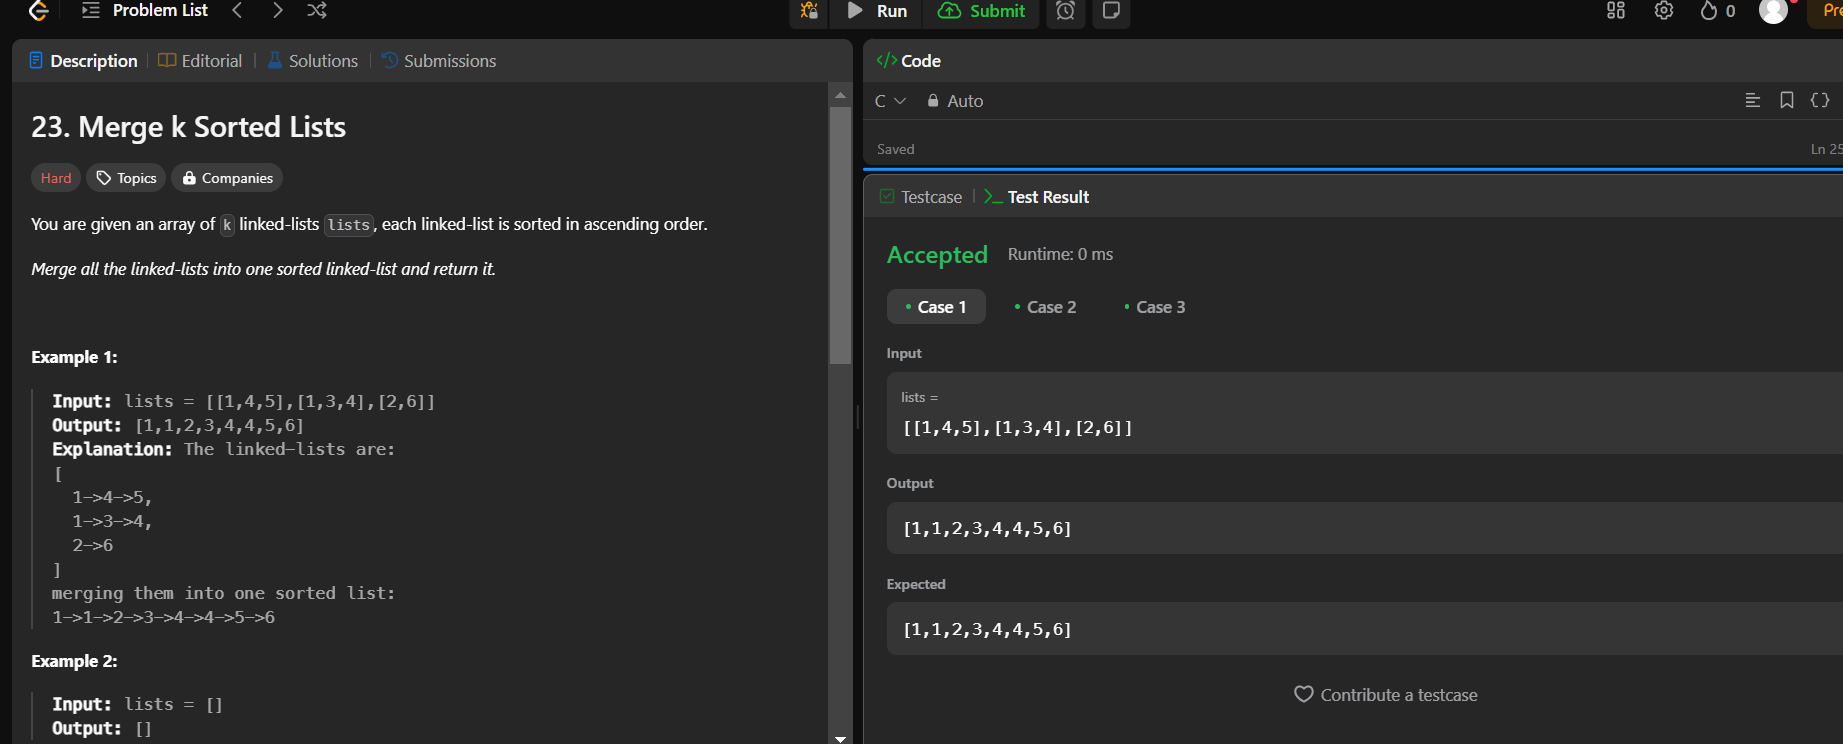 Problem List
Run
Submit
0
Description
Editorial
Solutions
Submissions
23. Merge k Sorted Lists
Hard
Topics
Companies
You are given an array of k linked-lists lists, each linked-list is sorted in ascending order.
Merge all the linked-lists into one sorted linked-list and return it.
Example 1:
Input: lists = [[1,4,5],[1,3,4],[2,6]]
Output: [1,1,2,3,4,4,5,6]
Explanation: The linked-lists are:
[
1->4->5,
1->3->4,
2->6
]
merging them into one sorted list:
1->1->2->3->4->4->5->6
Example 2:
Input: lists = []
Output: []
</> Code
C
Auto
Saved
Ln 25
Testcase
Test Result
Accepted
Runtime: 0 ms
• Case 1
• Case 2
• Case 3
Input
lists =
[[1,4,5],[1,3,4],[2,6]]
Output
[1,1,2,3,4,4,5,6]
Expected
[1,1,2,3,4,4,5,6]
Contribute a testcase